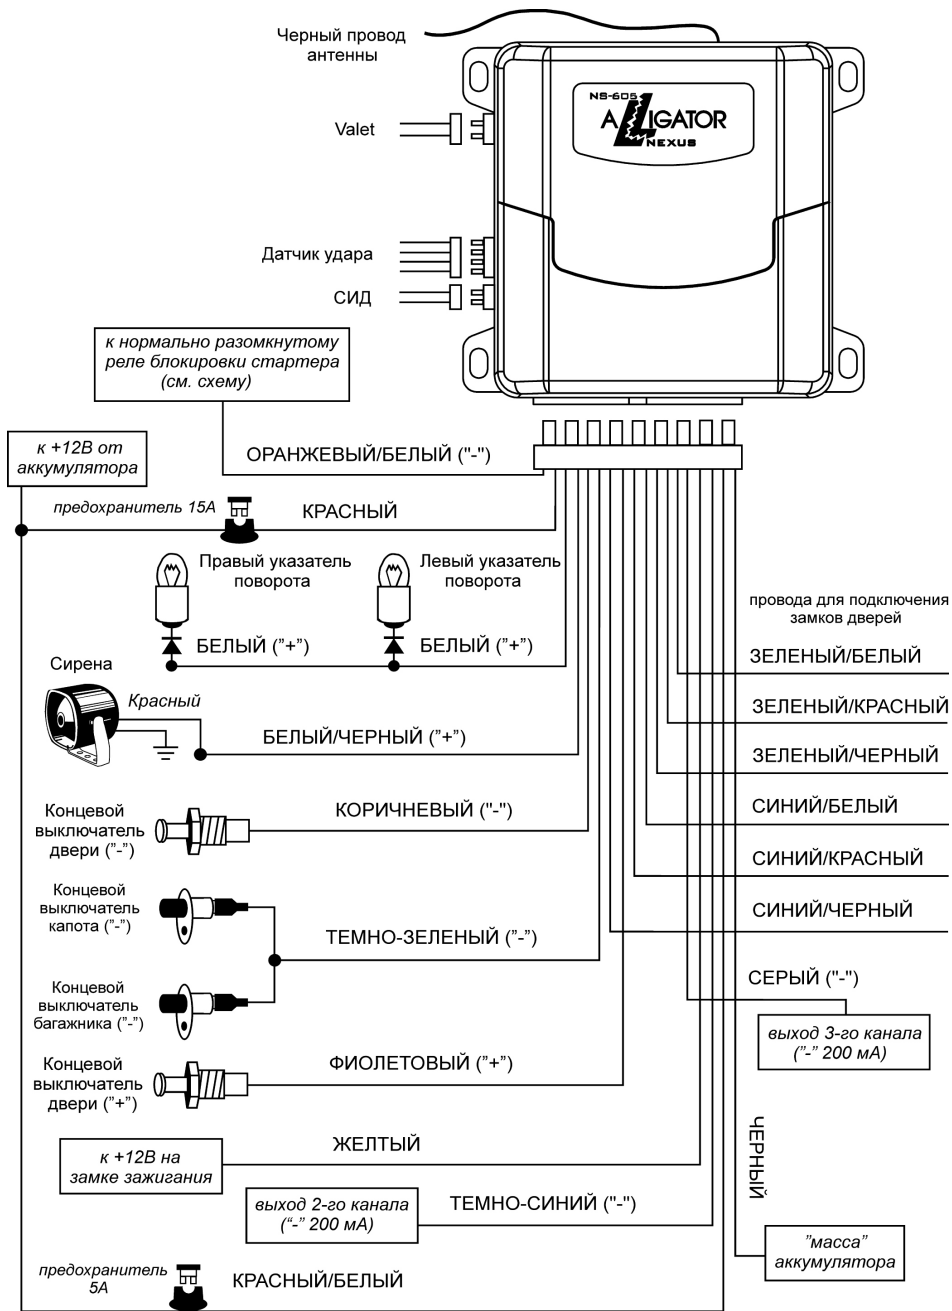 Черный провод
антенны
NS-605
ALLIGATOR
NEXUS
Valet
Датчик удара
СИД
к нормально разомкнутому
реле блокировки стартера
(см. схему)
ОРАНЖЕВЫЙ/БЕЛЫЙ ("-")
к +12В от
аккумулятора
предохранитель 15А
КРАСНЫЙ
Правый указатель
поворота
Левый указатель
поворота
БЕЛЫЙ ("+")
БЕЛЫЙ ("+")
провода для подключения
замков дверей
ЗЕЛЕНЫЙ/БЕЛЫЙ
ЗЕЛЕНЫЙ/КРАСНЫЙ
ЗЕЛЕНЫЙ/ЧЕРНЫЙ
СИНИЙ/БЕЛЫЙ
СИНИЙ/КРАСНЫЙ
СИНИЙ/ЧЕРНЫЙ
Сирена
Красный
БЕЛЫЙ/ЧЕРНЫЙ ("+")
Концевой
выключатель
двери ("-")
КОРИЧНЕВЫЙ ("-")
Концевой
выключатель
капота ("-")
ТЕМНО-ЗЕЛЕНЫЙ ("-")
Концевой
выключатель
багажника ("-")
СЕРЫЙ ("-")
выход 3-го канала
("-" 200 мА)
Концевой
выключатель
двери ("+")
ФИОЛЕТОВЫЙ ("+")
ЧЕРНЫЙ
ЖЕЛТЫЙ
к +12В на
замке зажигания
выход 2-го канала
("-" 200 мА)
ТЕМНО-СИНИЙ ("-")
"масса"
аккумулятора
предохранитель
5А
КРАСНЫЙ/БЕЛЫЙ